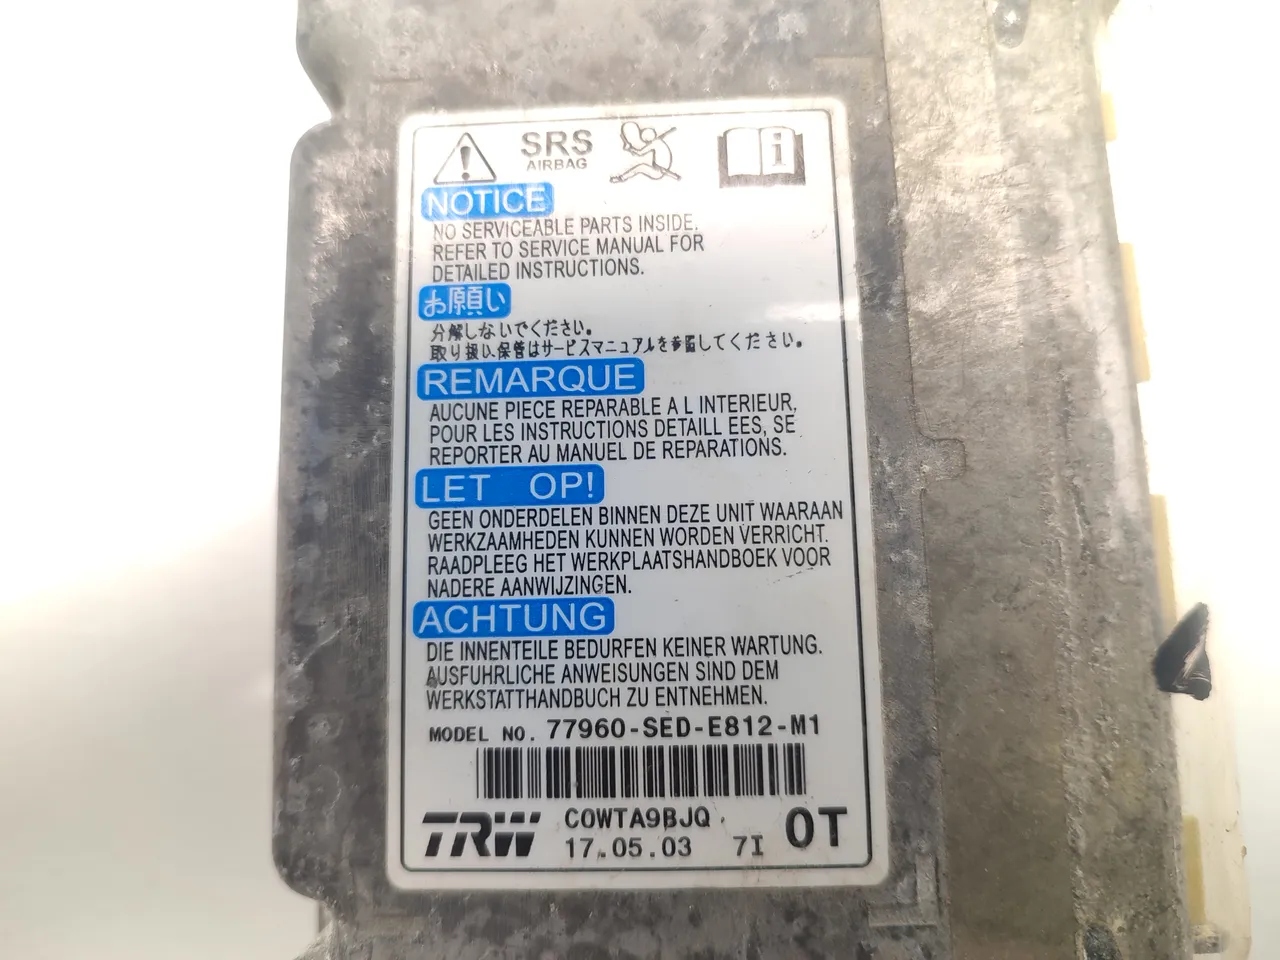 SRS
AIRBAG
NOTICE
NO SERVICEABLE PARTS INSIDE.
REFER TO SERVICE MANUAL FOR
DETAILED INSTRUCTIONS.
お願い
分解しないでください。
取り扱い、保管はサービスマニュアルを参照してください。
REMARQUE
AUCUNE PIECE REPARABLE A L INTERIEUR,
POUR LES INSTRUCTIONS DETAILL EES, SE
REPORTER AU MANUEL DE REPARATIONS.
LET OP!
GEEN ONDERDELEN BINNEN DEZE UNIT WAARAAN
WERKZAAMHEDEN KUNNEN WORDEN VERRICHT.
RAADPLEEG HET WERKPLAATSHANDBOEK VOOR
NADERE AANWIJZINGEN.
ACHTUNG
DIE INNENTEILE BEDURFEN KEINER WARTUNG.
AUSFUHRLICHE ANWEISUNGEN SIND DEM
WERKSTATTHANDBUCH ZU ENTNEHMEN.
MODEL NO. 77960-SED-E812-M1
TRW COWTA9BJQ
17.05.03 7I OT